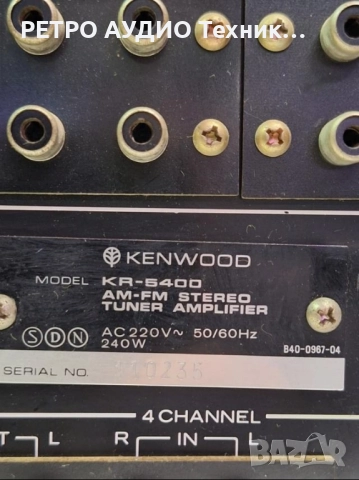 РЕТРО АУДИО Техник...
KENWOOD
MODEL KR-5400
AM-FM STEREO
TUNER AMPLIFIER
S D N AC 220V~ 50/60Hz
240W
B40-0967-04
SERIAL NO.
4 CHANNEL
T L R IN L
BAZAR